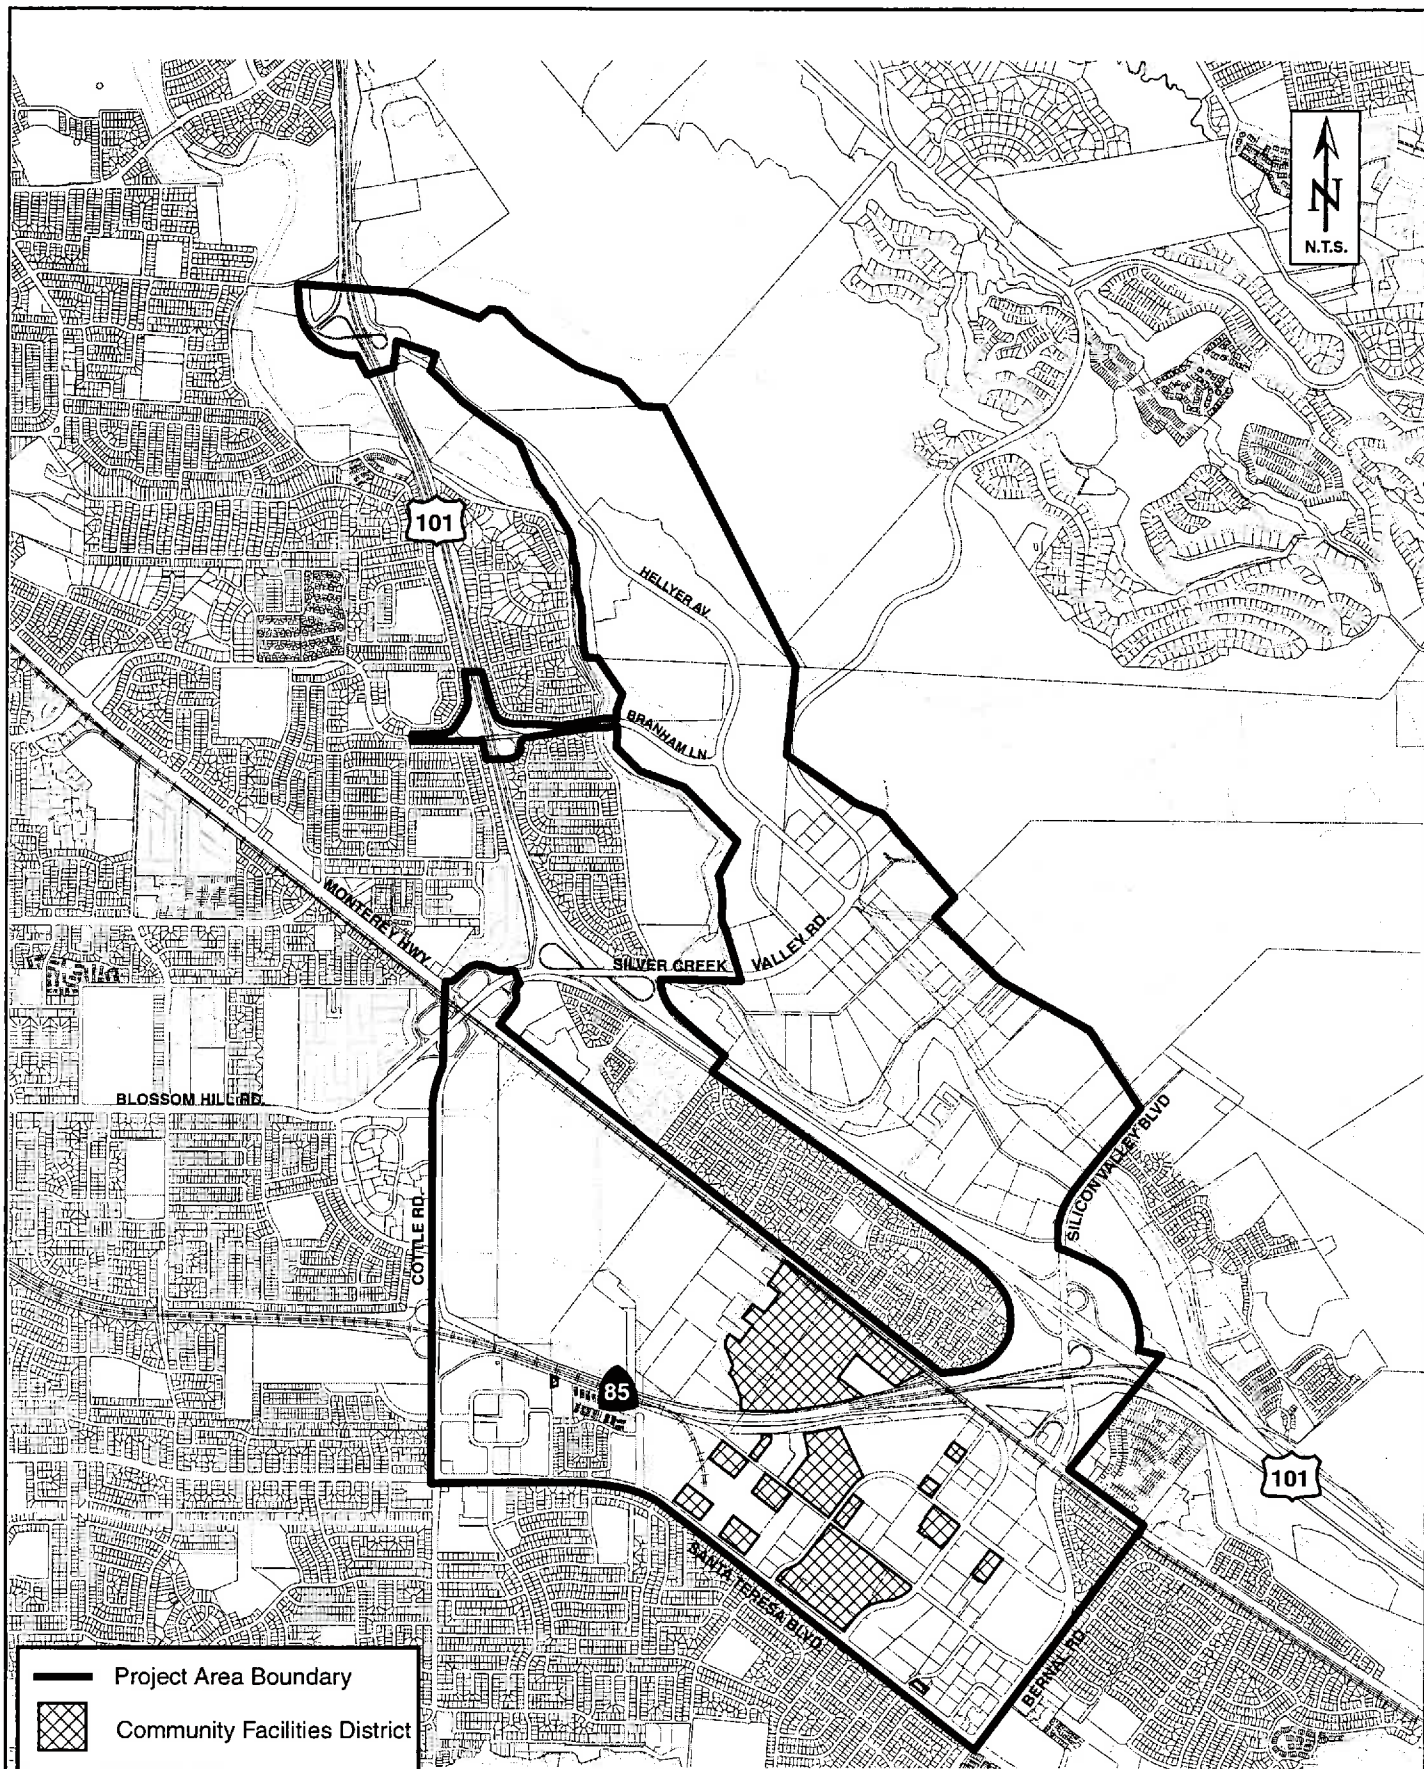 N
N.T.S.
101
HELLYER AV
BRANHAM LN
MONTEREY HWY
SILVER CREEK VALLEY RD.
BLOSSOM HILL RD.
COTTLE RD.
SILICON VALLEY BLVD
85
101
SANTA TERESA BLVD
BERNAL RD
Project Area Boundary
Community Facilities District